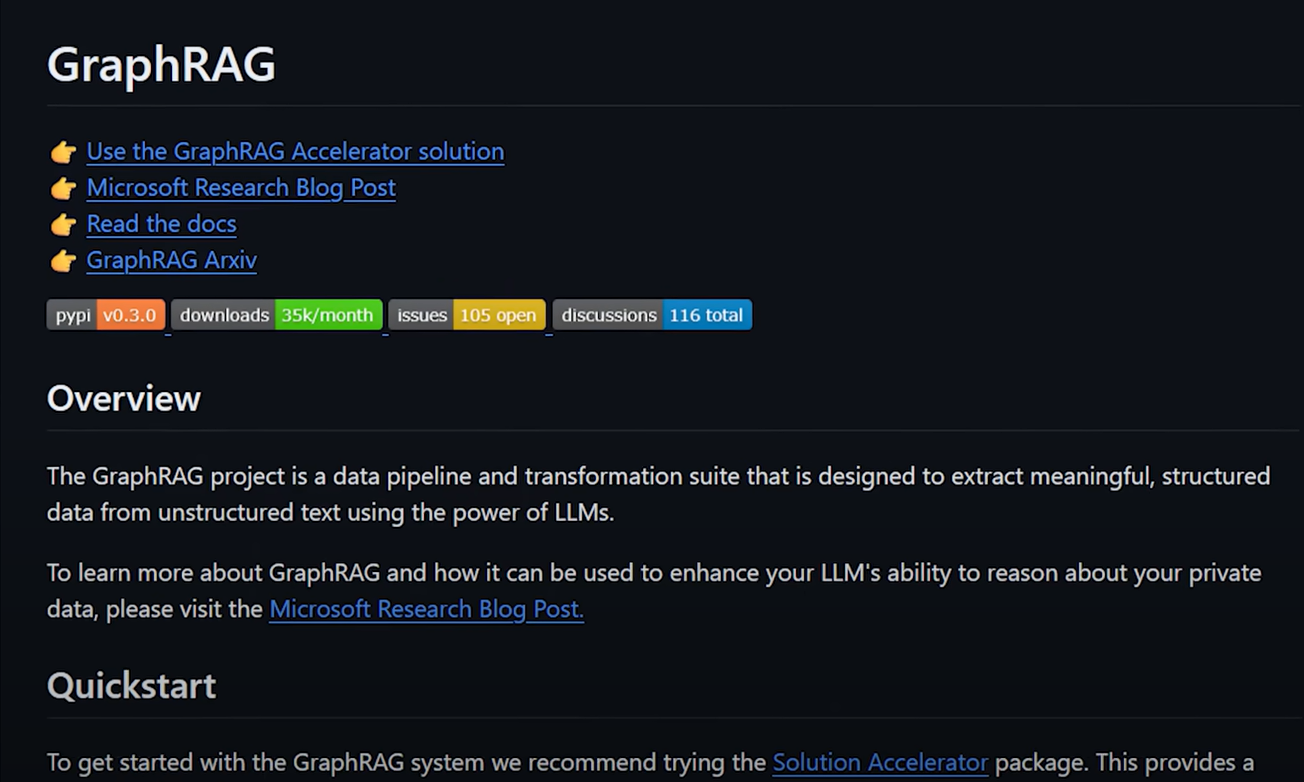 GraphRAG
👉 Use the GraphRAG Accelerator solution
👉 Microsoft Research Blog Post
👉 Read the docs
👉 GraphRAG Arxiv
pypi v0.3.0 downloads 35k/month issues 105 open discussions 116 total
Overview
The GraphRAG project is a data pipeline and transformation suite that is designed to extract meaningful, structured
data from unstructured text using the power of LLMs.
To learn more about GraphRAG and how it can be used to enhance your LLM's ability to reason about your private
data, please visit the Microsoft Research Blog Post.
Quickstart
To get started with the GraphRAG system we recommend trying the Solution Accelerator package. This provides a